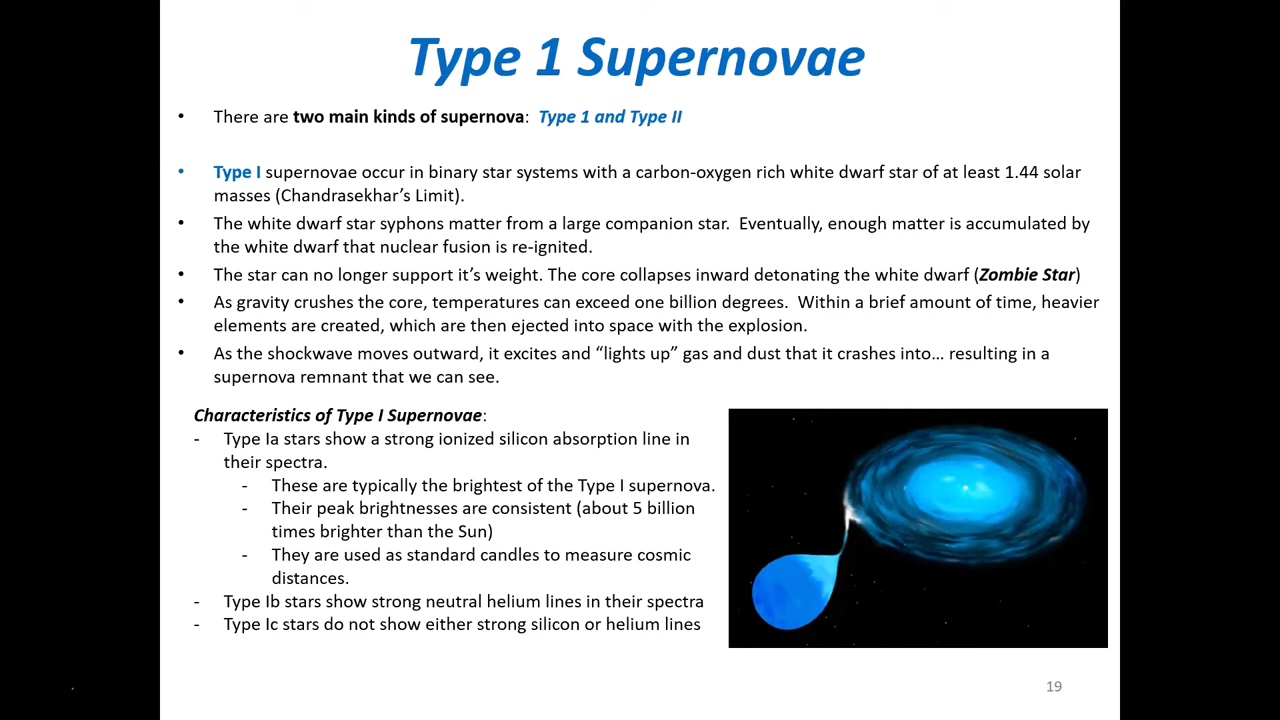 Type 1 Supernovae
• There are two main kinds of supernova: Type 1 and Type II
• Type I supernovae occur in binary star systems with a carbon-oxygen rich white dwarf star of at least 1.44 solar
masses (Chandrasekhar’s Limit).
• The white dwarf star syphons matter from a large companion star. Eventually, enough matter is accumulated by
the white dwarf that nuclear fusion is re-ignited.
• The star can no longer support it’s weight. The core collapses inward detonating the white dwarf (Zombie Star)
• As gravity crushes the core, temperatures can exceed one billion degrees. Within a brief amount of time, heavier
elements are created, which are then ejected into space with the explosion.
• As the shockwave moves outward, it excites and “lights up” gas and dust that it crashes into… resulting in a
supernova remnant that we can see.
Characteristics of Type I Supernovae:
- Type Ia stars show a strong ionized silicon absorption line in
their spectra.
- These are typically the brightest of the Type I supernova.
- Their peak brightnesses are consistent (about 5 billion
times brighter than the Sun)
- They are used as standard candles to measure cosmic
distances.
- Type Ib stars show strong neutral helium lines in their spectra
- Type Ic stars do not show either strong silicon or helium lines
19